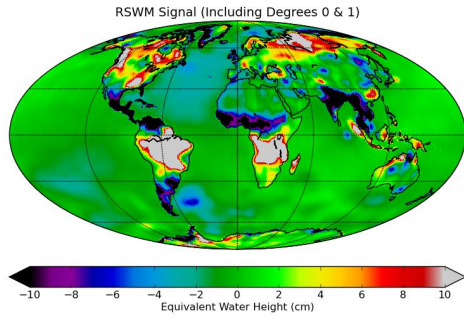 RSWM Signal (Including Degrees 0 & 1)
−10 −8 −6 −4 −2 0 2 4 6 8 10
Equivalent Water Height (cm)